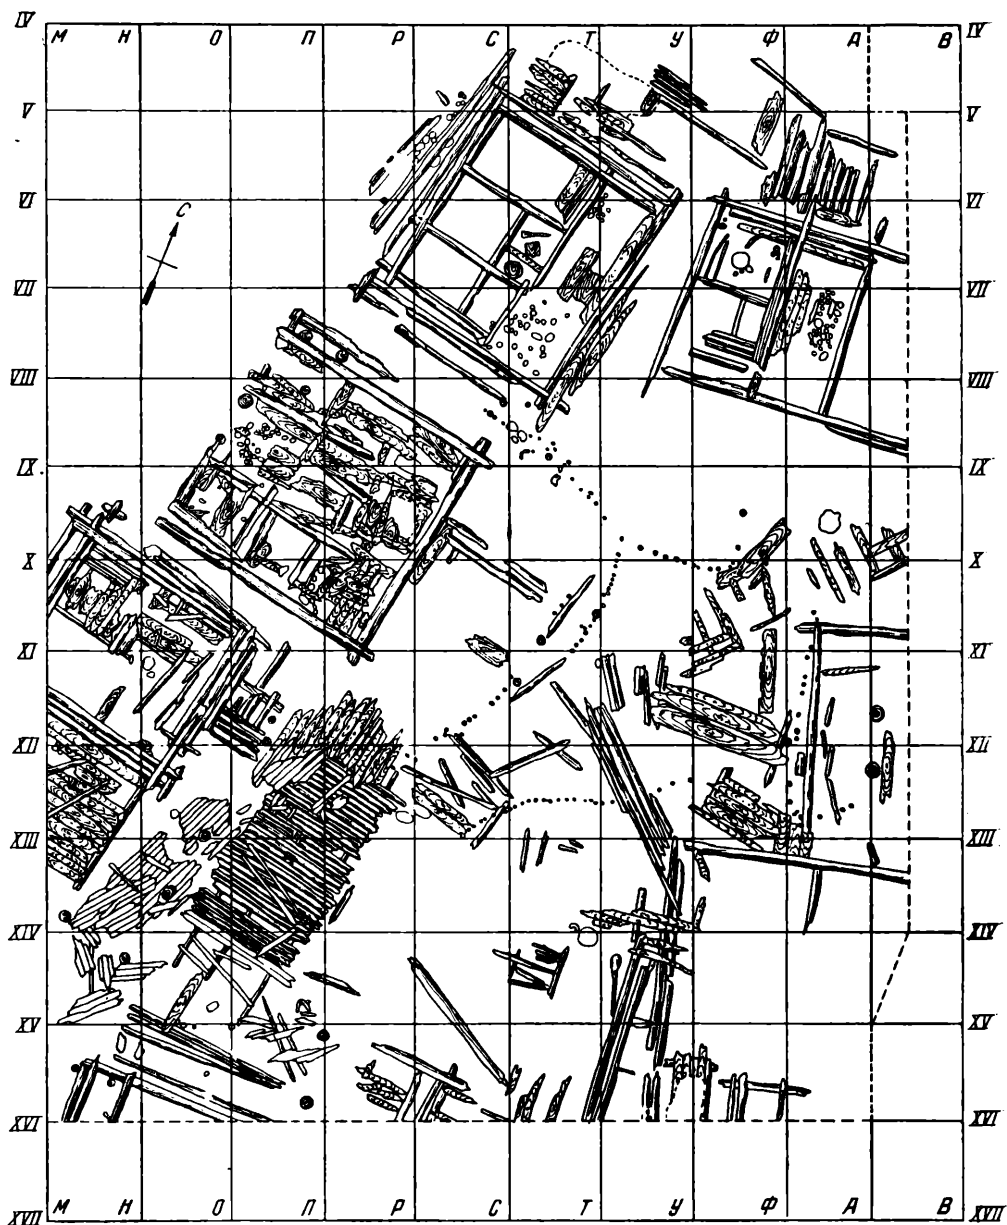 IV IV
М Н О П Р С Т У Ф А В
V V
VI VI
С
VII VII
VIII VIII
IX IX
X X
XI XI
XII XII
XIII XIII
XIV XIV
XV XV
XVI XVI
М Н О П Р С Т У Ф А В
XVII XVII